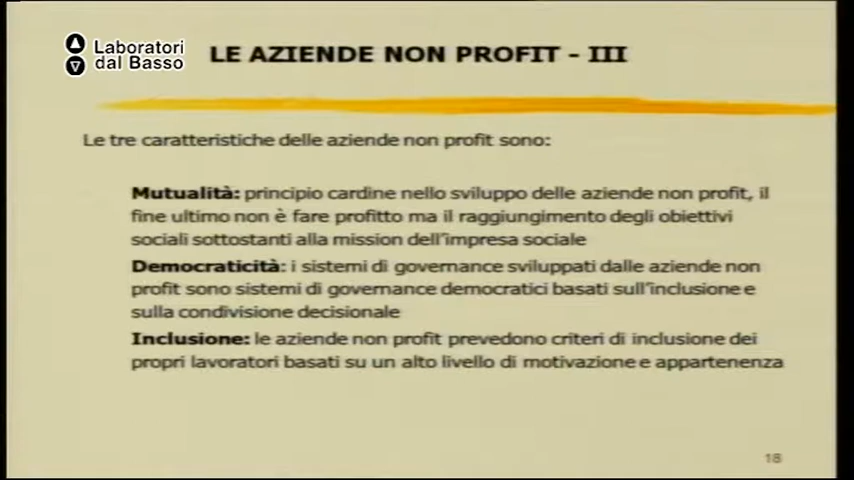 Laboratori
dal Basso
LE AZIENDE NON PROFIT - III
Le tre caratteristiche delle aziende non profit sono:
Mutualità: principio cardine nello sviluppo delle aziende non profit, il
fine ultimo non è fare profitto ma il raggiungimento degli obiettivi
sociali sottostanti alla mission dell'impresa sociale
Democraticità: i sistemi di governance sviluppati dalle aziende non
profit sono sistemi di governance democratici basati sull'inclusione e
sulla condivisione decisionale
Inclusione: le aziende non profit prevedono criteri di inclusione dei
propri lavoratori basati su un alto livello di motivazione e appartenenza
18